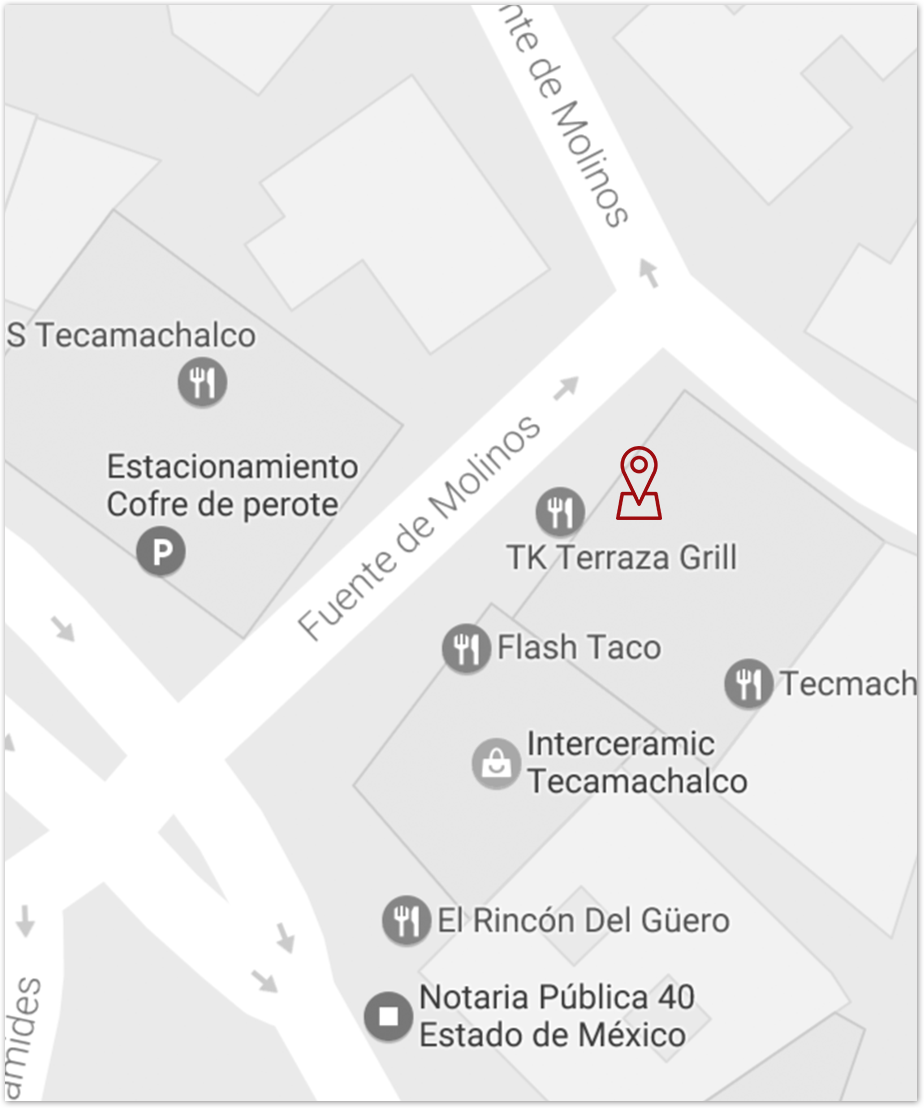 nte de Molinos
S Tecamachalco
Fuente de Molinos
Estacionamiento
Cofre de perote
P
TK Terraza Grill
Flash Taco
Tecmach
Interceramic
Tecamachalco
El Rincón Del Güero
Notaria Pública 40
Estado de México
amides